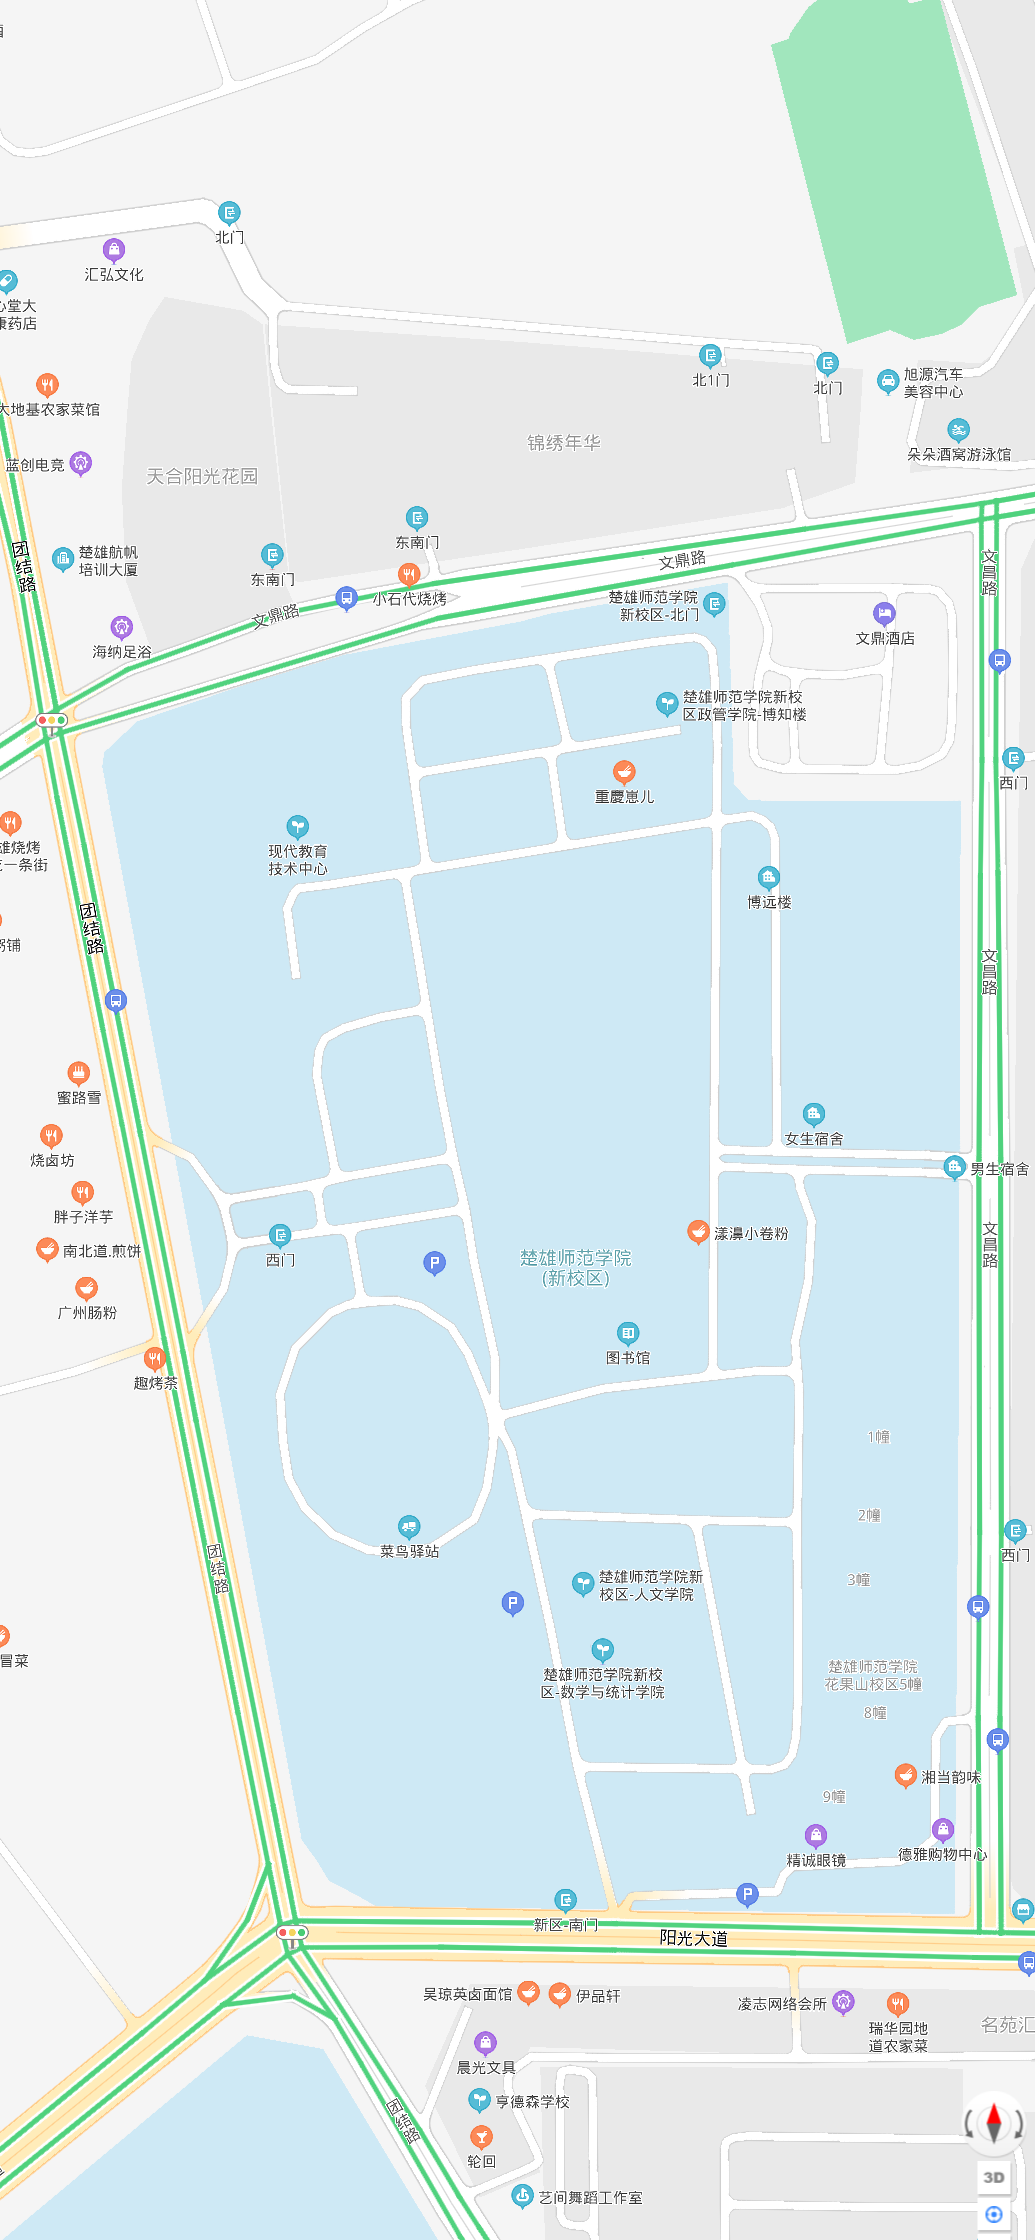 北门
汇弘文化
心堂大
康药店
北1门
北门
旭源汽车
美容中心
大地基农家菜馆
锦绣年华
朵朵酒窝游泳馆
蓝创电竞
天合阳光花园
东南门
团结路
楚雄航帆
培训大厦
东南门
文鼎路
文昌路
小石代烧烤
楚雄师范学院
新校区-北门
文鼎路
海纳足浴
文鼎酒店
楚雄师范学院新校
区政管学院-博知楼
西门
重慶崽儿
雄烧烤
吃一条街
现代教育
技术中心
博远楼
团结路
粥铺
文昌路
蜜路雪
女生宿舍
烧卤坊
男生宿舍
胖子洋芋
漾濞小卷粉
文昌路
南北道.煎饼
西门
楚雄师范学院
(新校区)
广州肠粉
图书馆
趣烤茶
1幢
2幢
菜鸟驿站
西门
团结路
楚雄师范学院新
校区-人文学院
3幢
冒菜
楚雄师范学院新校
区-数学与统计学院
楚雄师范学院
花果山校区5幢
8幢
湘当韵味
9幢
精诚眼镜
德雅购物中心
新区-南门
阳光大道
吴琼英卤面馆
伊品轩
凌志网络会所
瑞华园地
道农家菜
名苑汇
晨光文具
亨德森学校
团结路
轮回
艺间舞蹈工作室
3D